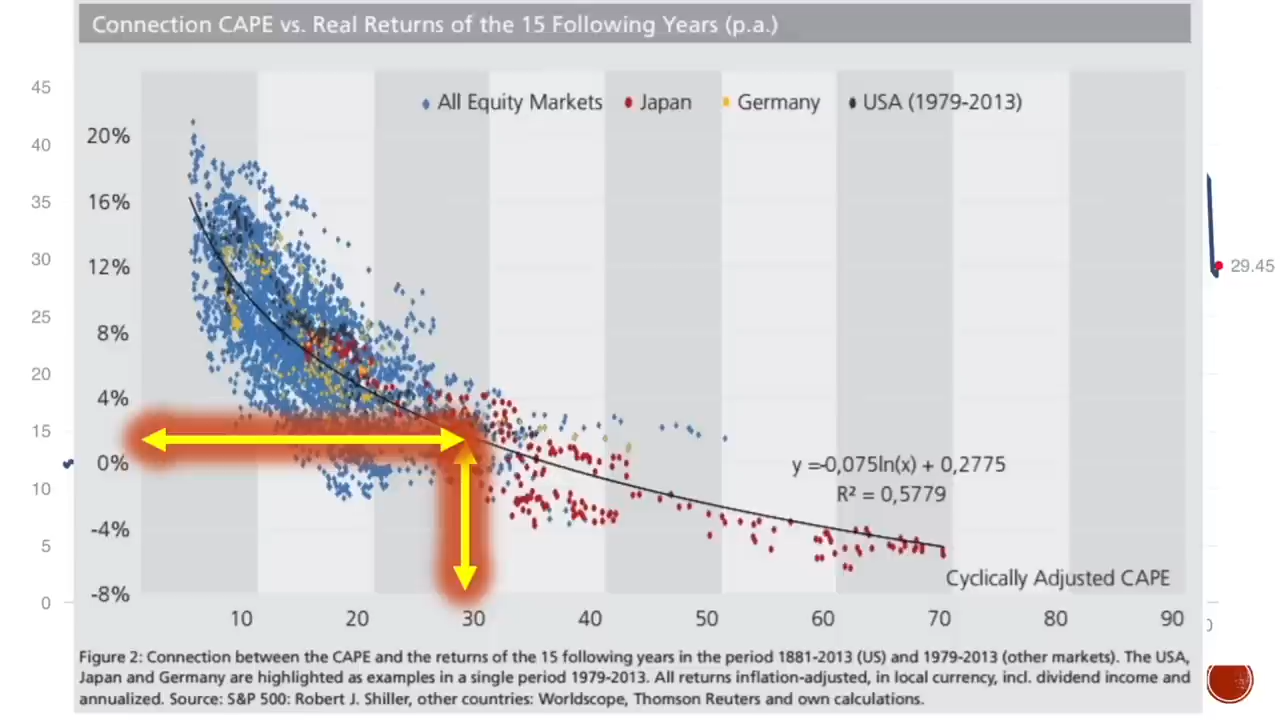 Connection CAPE vs. Real Returns of the 15 Following Years (p.a.)
All Equity Markets Japan Germany USA (1979-2013)
45
40
35
30
25
20
15
10
5
0
20%
16%
12%
8%
4%
0%
-4%
-8%
29.45
y =-0,075ln(x) + 0,2775
R² = 0,5779
Cyclically Adjusted CAPE
10 20 30 40 50 60 70 80 90
Figure 2: Connection between the CAPE and the returns of the 15 following years in the period 1881-2013 (US) and 1979-2013 (other markets). The USA,
Japan and Germany are highlighted as examples in a single period 1979-2013. All returns inflation-adjusted, in local currency, incl. dividend income and
annualized. Source: S&P 500: Robert J. Shiller, other countries: Worldscope, Thomson Reuters and own calculations.